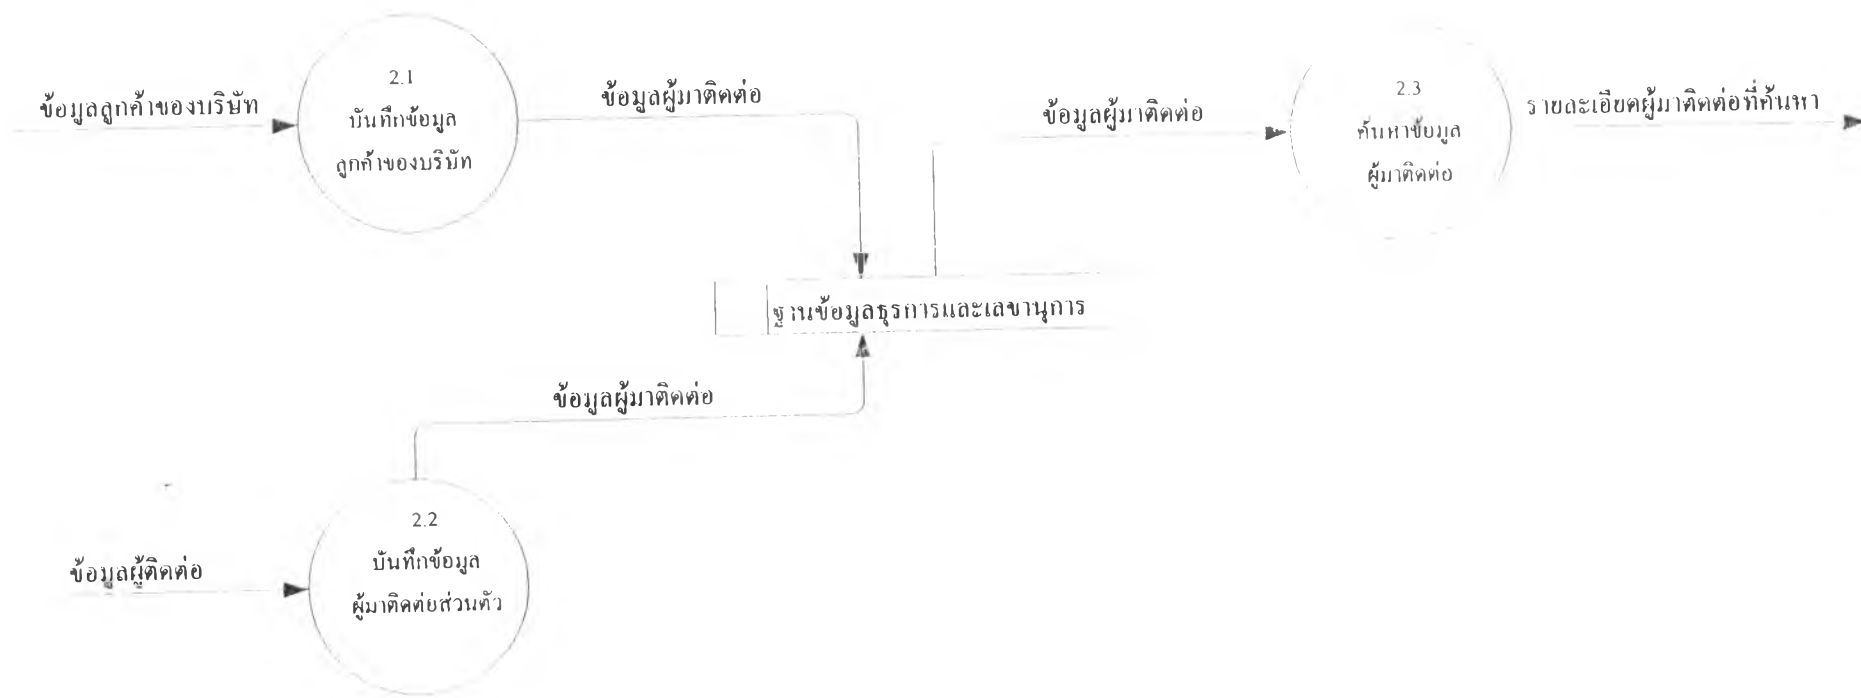 ข้อมูลลูกค้าของบริษัท
2.1
บันทึกข้อมูล
ลูกค้าของบริษัท
ข้อมูลผู้มาติดต่อ
ข้อมูลผู้มาติดต่อ
2.3
ค้นหาข้อมูล
ผู้มาติดต่อ
รายละเอียดผู้มาติดต่อที่ค้นหา
ฐานข้อมูลธุรการและเลขานุการ
ข้อมูลผู้มาติดต่อ
ข้อมูลผู้ติดต่อ
2.2
บันทึกข้อมูล
ผู้มาติดต่อส่วนตัว